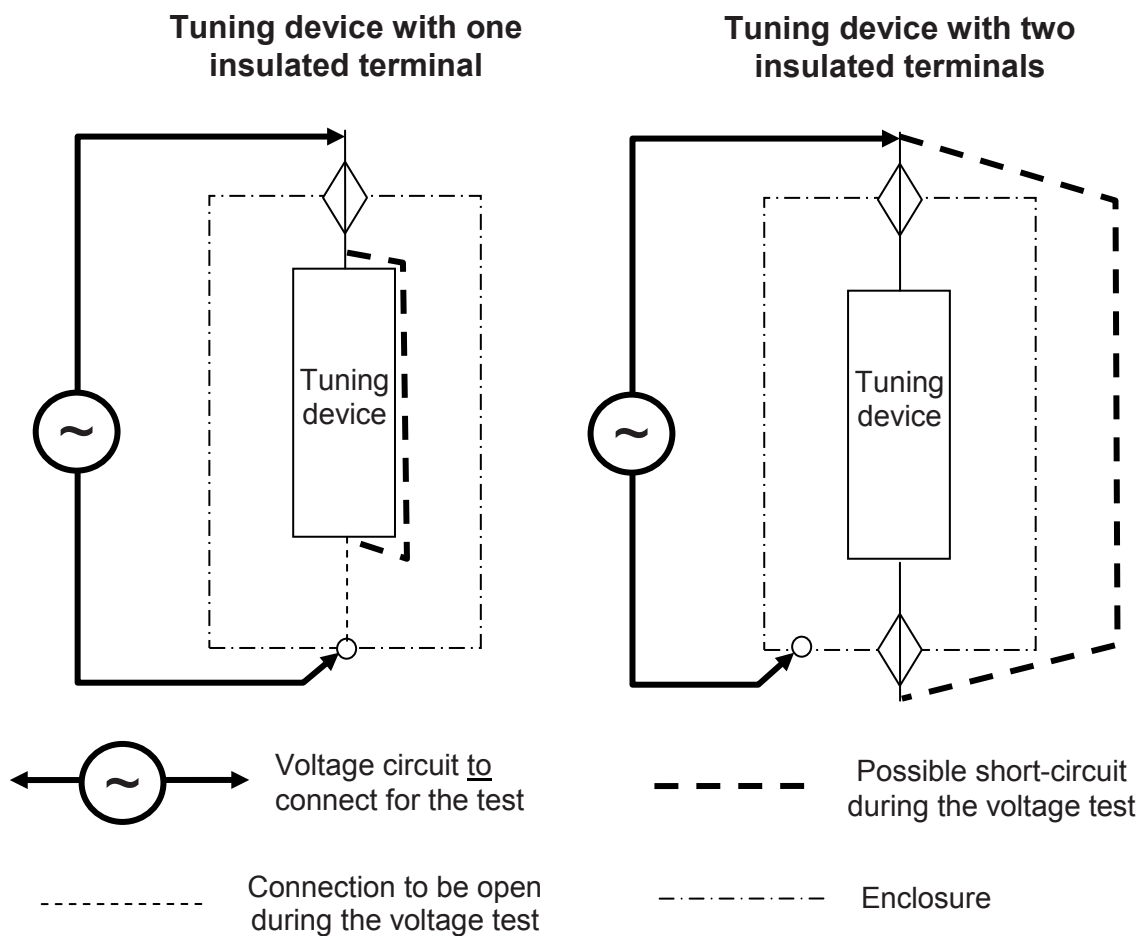 Tuning device with one
insulated terminal
Tuning device with two
insulated terminals
~
Tuning
device
~
Tuning
device
~
Voltage circuit to
connect for the test
Possible short-circuit
during the voltage test
Connection to be open
during the voltage test
Enclosure